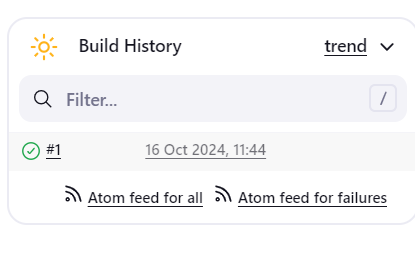 Build History trend
Filter... /
#1 16 Oct 2024, 11:44
Atom feed for all Atom feed for failures